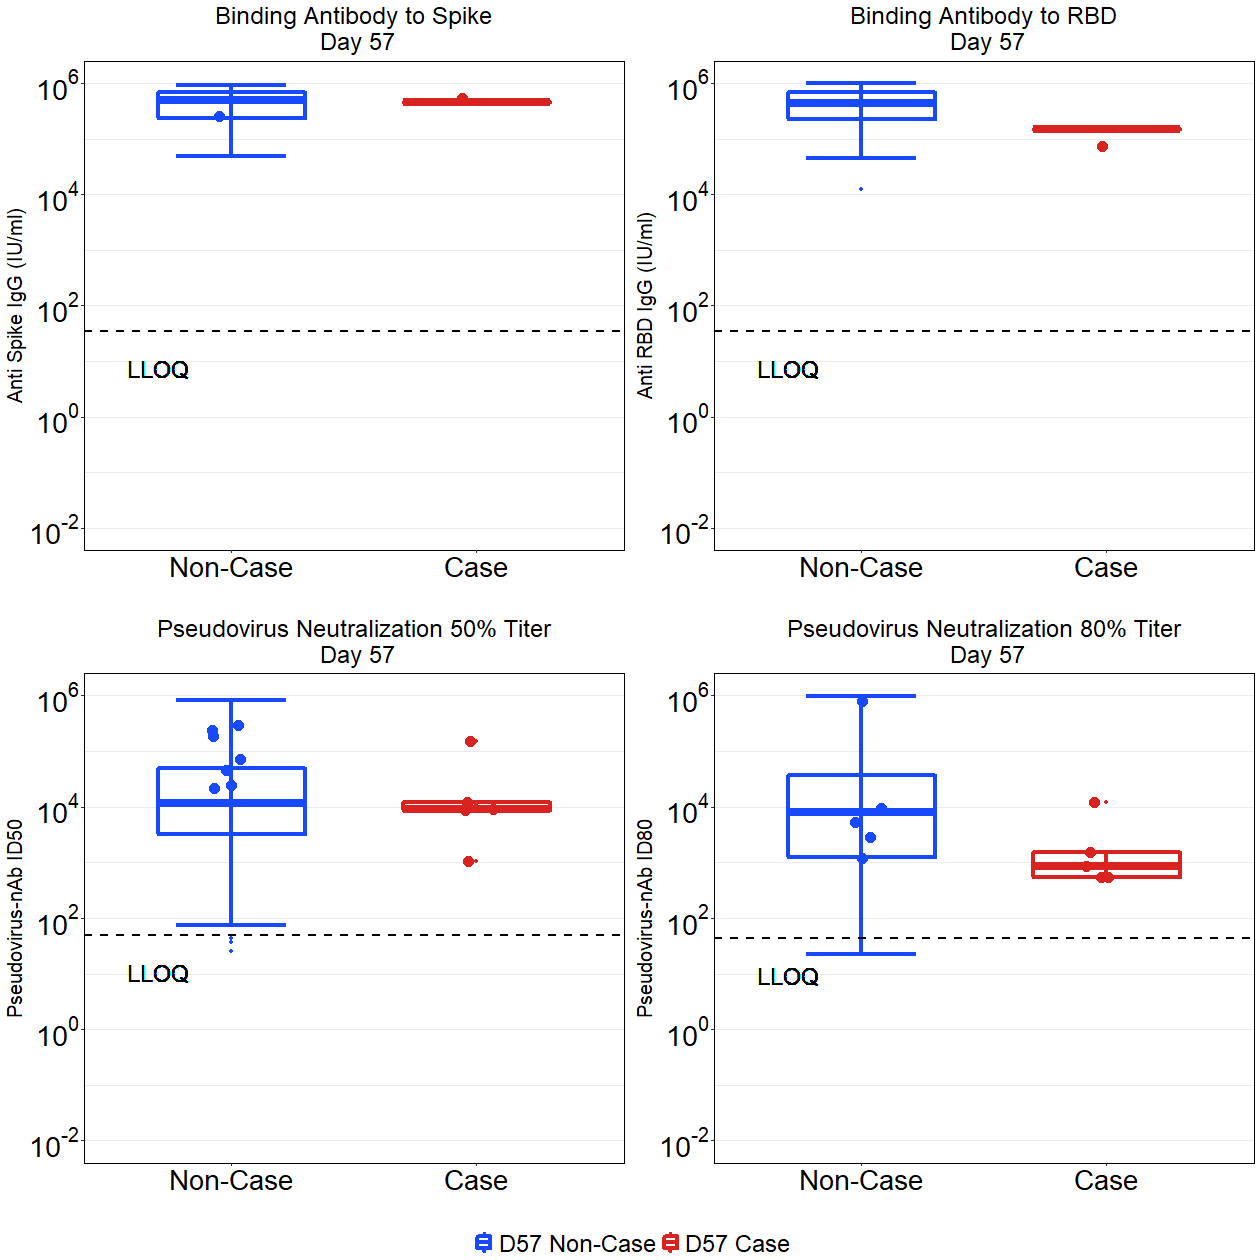 Binding Antibody to Spike
Day 57
Anti Spike IgG (IU/ml)
10^6
10^4
10^2
10^0
10^-2
LLOQ
Non-Case
Case
Binding Antibody to RBD
Day 57
Anti RBD IgG (IU/ml)
10^6
10^4
10^2
10^0
10^-2
LLOQ
Non-Case
Case
Pseudovirus Neutralization 50% Titer
Day 57
Pseudovirus-nAb ID50
10^6
10^4
10^2
10^0
10^-2
LLOQ
Non-Case
Case
Pseudovirus Neutralization 80% Titer
Day 57
Pseudovirus-nAb ID80
10^6
10^4
10^2
10^0
10^-2
LLOQ
Non-Case
Case
D57 Non-Case D57 Case